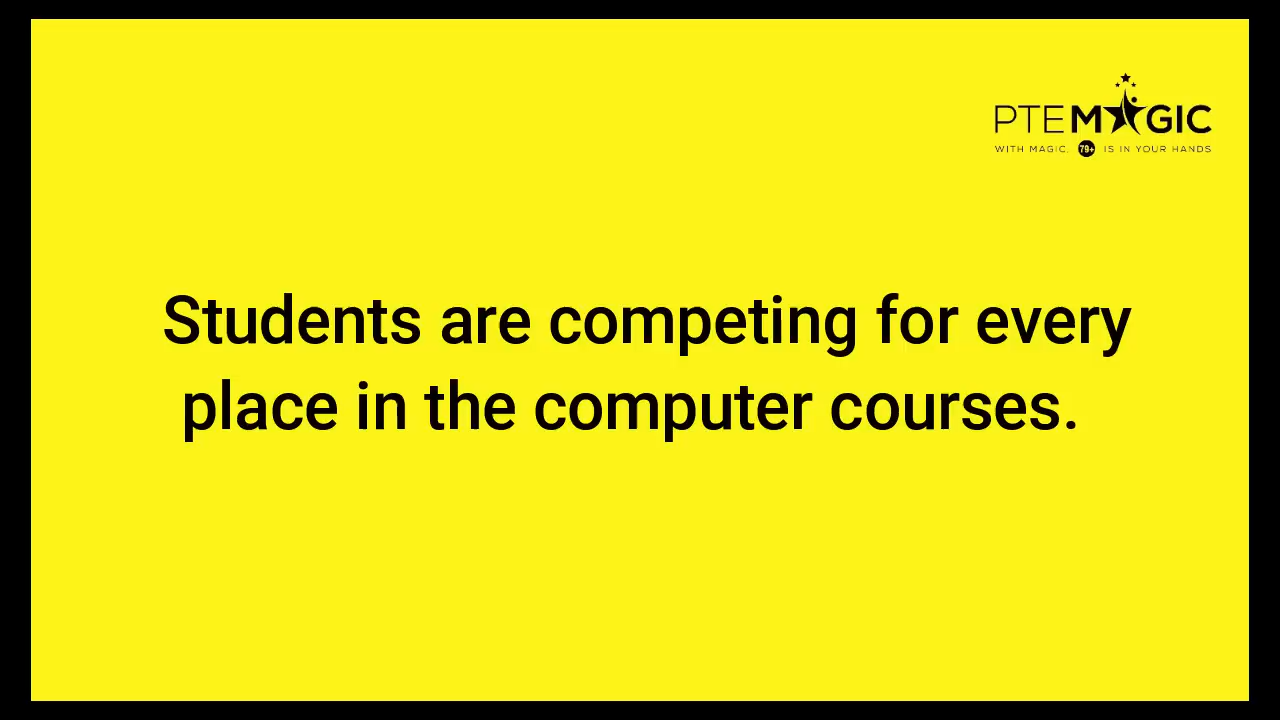 PTEMAGIC
WITH MAGIC, 79+ IS IN YOUR HANDS
Students are competing for every
place in the computer courses.